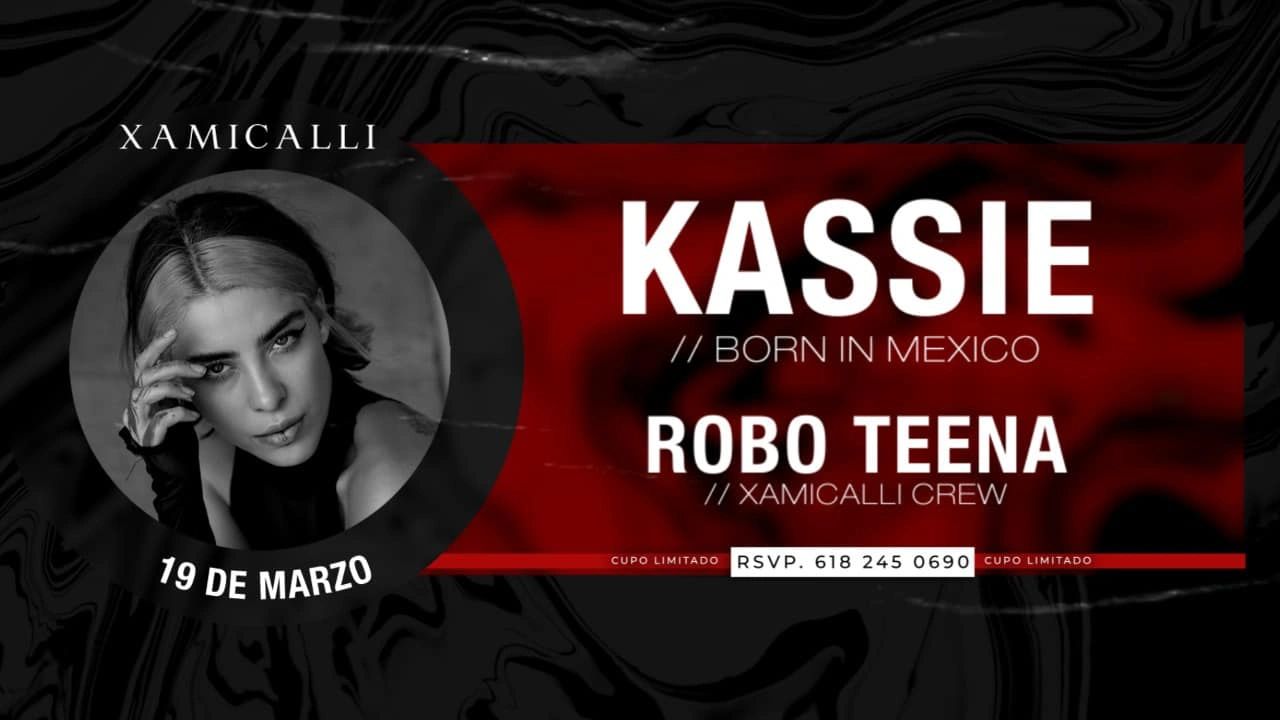 XAMICALLI
19 DE MARZO
KASSIE
// BORN IN MEXICO
ROBO TEENA
// XAMICALLI CREW
CUPO LIMITADO RSVP. 618 245 0690 CUPO LIMITADO